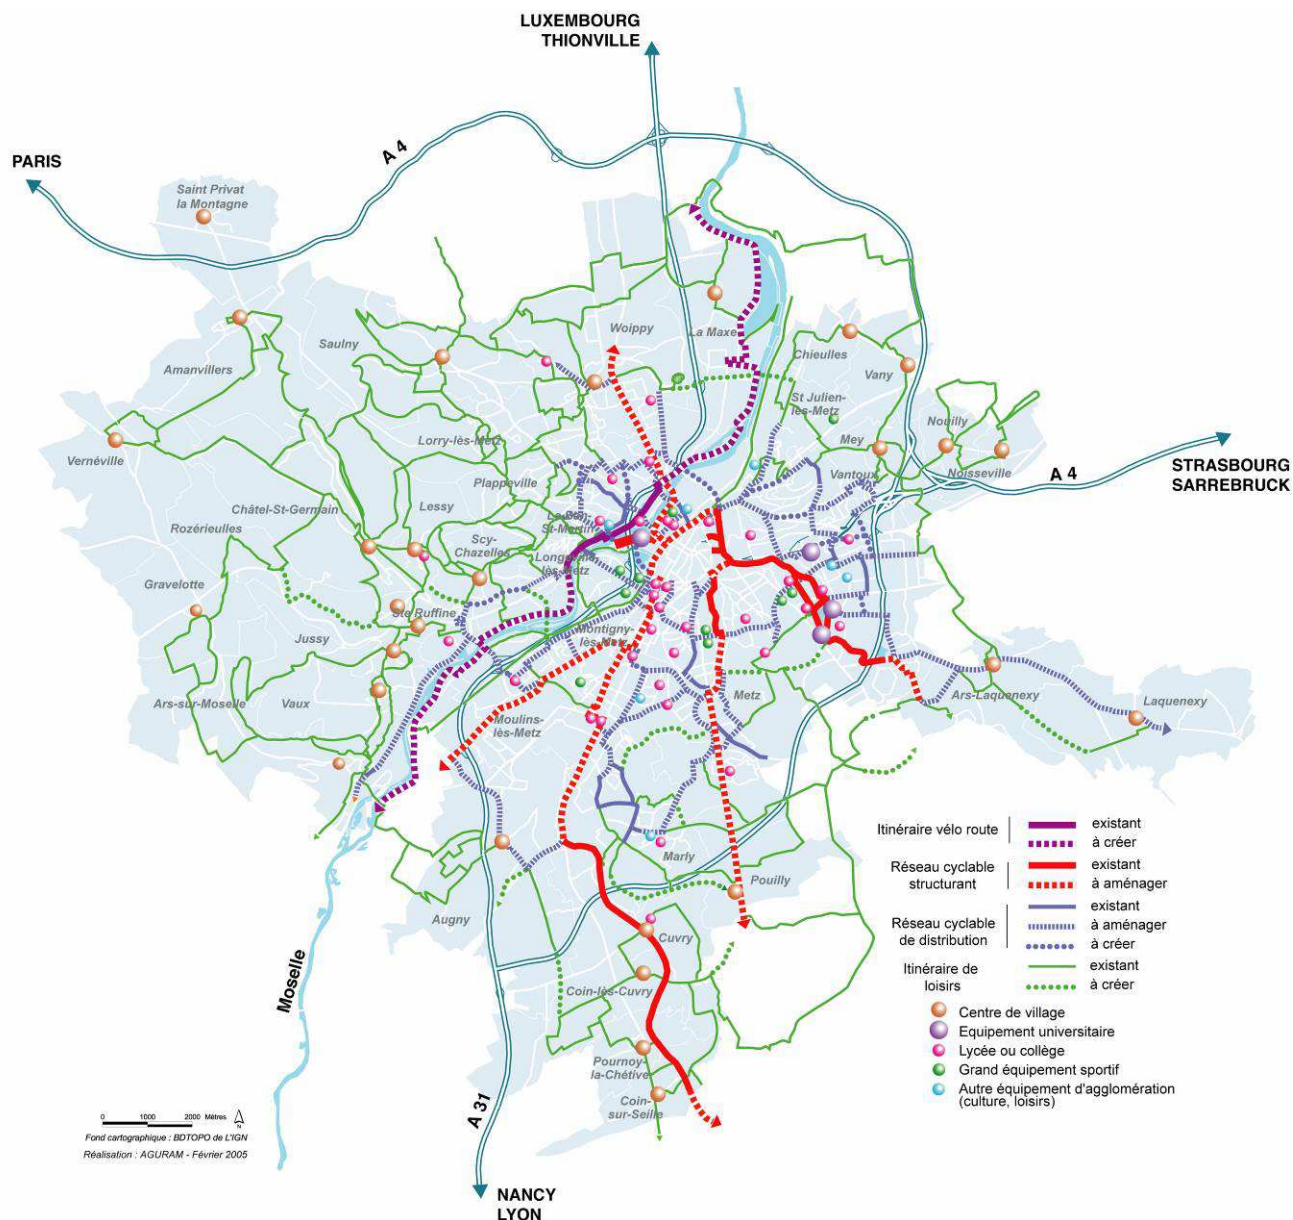 LUXEMBOURG
THIONVILLE
PARIS
A 4
Saint Privat
la Montagne
Woippy
La Maxe
Saulny
Chieulles
Amanvillers
Vany
St Julien-
lès-Metz
Nouilly
Lorry-lès-Metz
Mey
Vernéville
Noisseville
STRASBOURG
SARREBRUCK
A 4
Plappeville
Vantoux
Châtel-St-Germain
Lessy
Rozérieulles
St-Martin
Scy-
Chazelles
Longeville-
lès-Metz
Gravelotte
Ste Ruffine
Jussy
Montigny-
lès-Metz
Metz
Ars-Laquenexy
Laquenexy
Ars-sur-Moselle
Vaux
Moulins-
lès-Metz
Marly
Pouilly
Augny
Cuvry
Moselle
Coin-lès-Cuvry
Pournoy-
la-Chétive
Coin-
sur-Seille
A 31
NANCY
LYON
Itinéraire vélo route
existant
à créer
Réseau cyclable
structurant
existant
à aménager
Réseau cyclable
de distribution
existant
à aménager
à créer
Itinéraire de
loisirs
existant
à créer
Centre de village
Equipement universitaire
Lycée ou collège
Grand équipement sportif
Autre équipement d'agglomération
(culture, loisirs)
0 1000 2000 Mètres
N
Fond cartographique : BDTOPO de L'IGN
Réalisation : AGURAM - Février 2005